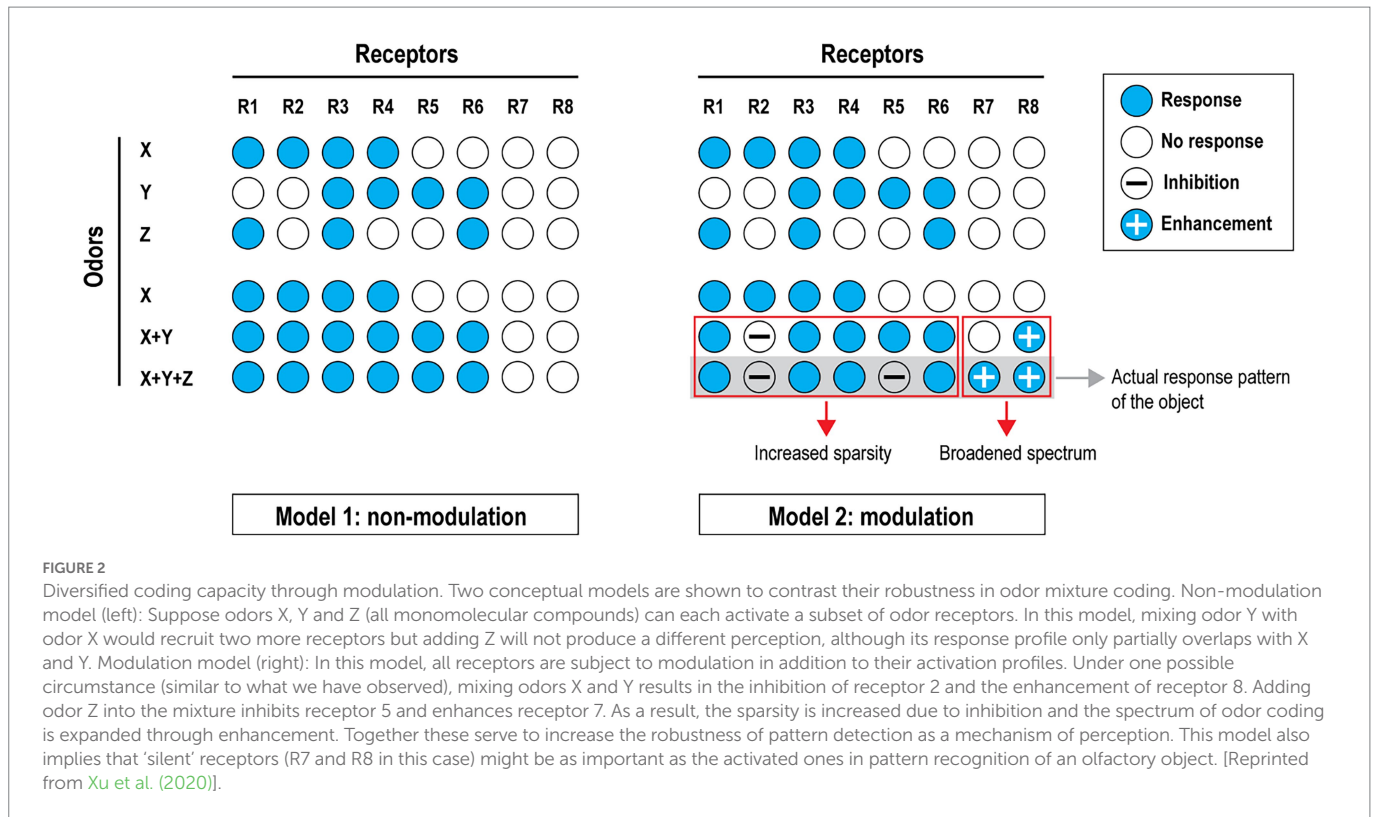 Receptors
R1 R2 R3 R4 R5 R6 R7 R8
Odors
X
Y
Z
X
X+Y
X+Y+Z
Model 1: non-modulation
Receptors
R1 R2 R3 R4 R5 R6 R7 R8
Increased sparsity
Broadened spectrum
Actual response pattern
of the object
Model 2: modulation
Response
No response
Inhibition
Enhancement
FIGURE 2
Diversified coding capacity through modulation. Two conceptual models are shown to contrast their robustness in odor mixture coding. Non-modulation
model (left): Suppose odors X, Y and Z (all monomolecular compounds) can each activate a subset of odor receptors. In this model, mixing odor Y with
odor X would recruit two more receptors but adding Z will not produce a different perception, although its response profile only partially overlaps with X
and Y. Modulation model (right): In this model, all receptors are subject to modulation in addition to their activation profiles. Under one possible
circumstance (similar to what we have observed), mixing odors X and Y results in the inhibition of receptor 2 and the enhancement of receptor 8. Adding
odor Z into the mixture inhibits receptor 5 and enhances receptor 7. As a result, the sparsity is increased due to inhibition and the spectrum of odor coding
is expanded through enhancement. Together these serve to increase the robustness of pattern detection as a mechanism of perception. This model also
implies that ‘silent’ receptors (R7 and R8 in this case) might be as important as the activated ones in pattern recognition of an olfactory object. [Reprinted
from Xu et al. (2020)].